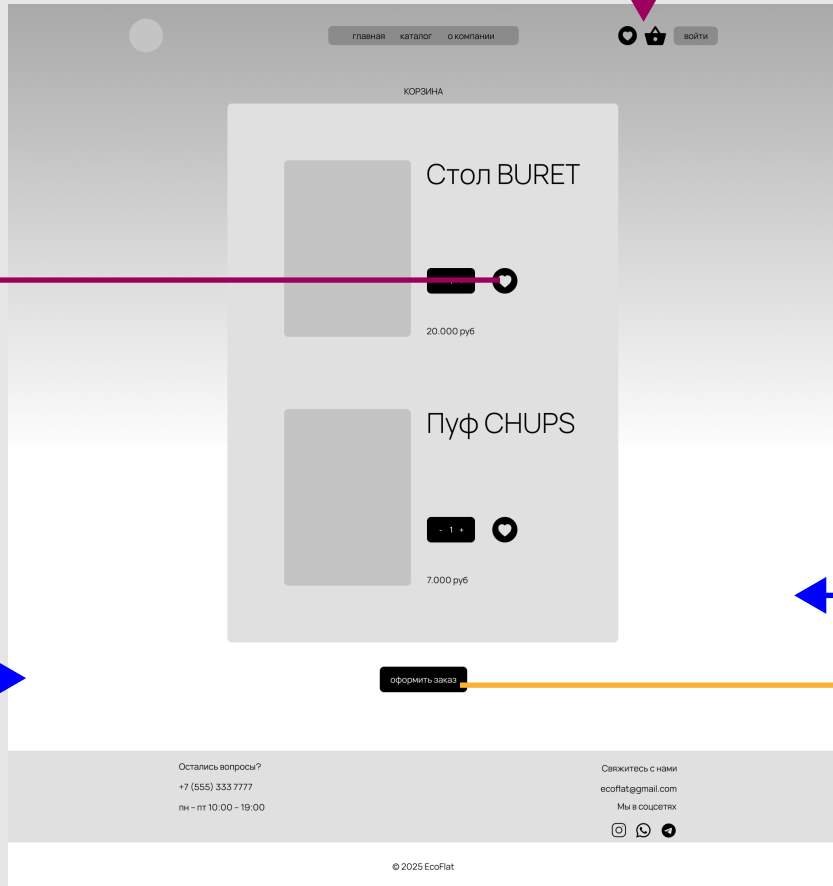 главная каталог о компании войти
КОРЗИНА
Стол BURET
20.000 руб
Пуф CHUPS
- 1 +
7.000 руб
оформить заказ
Остались вопросы?
+7 (555) 333 7777
пн – пт 10:00 – 19:00
Свяжитесь с нами
ecoflat@gmail.com
Мы в соцсетях
© 2025 EcoFlat